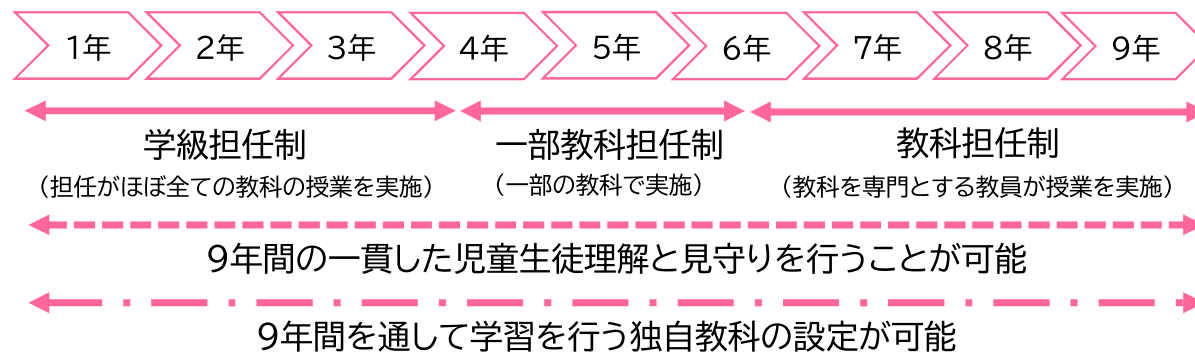 1年 2年 3年 4年 5年 6年 7年 8年 9年
学級担任制 一部教科担任制 教科担任制
（担任がほぼ全ての教科の授業を実施） （一部の教科で実施） （教科を専門とする教員が授業を実施）
9年間の一貫した児童生徒理解と見守りを行うことが可能
9年間を通して学習を行う独自教科の設定が可能